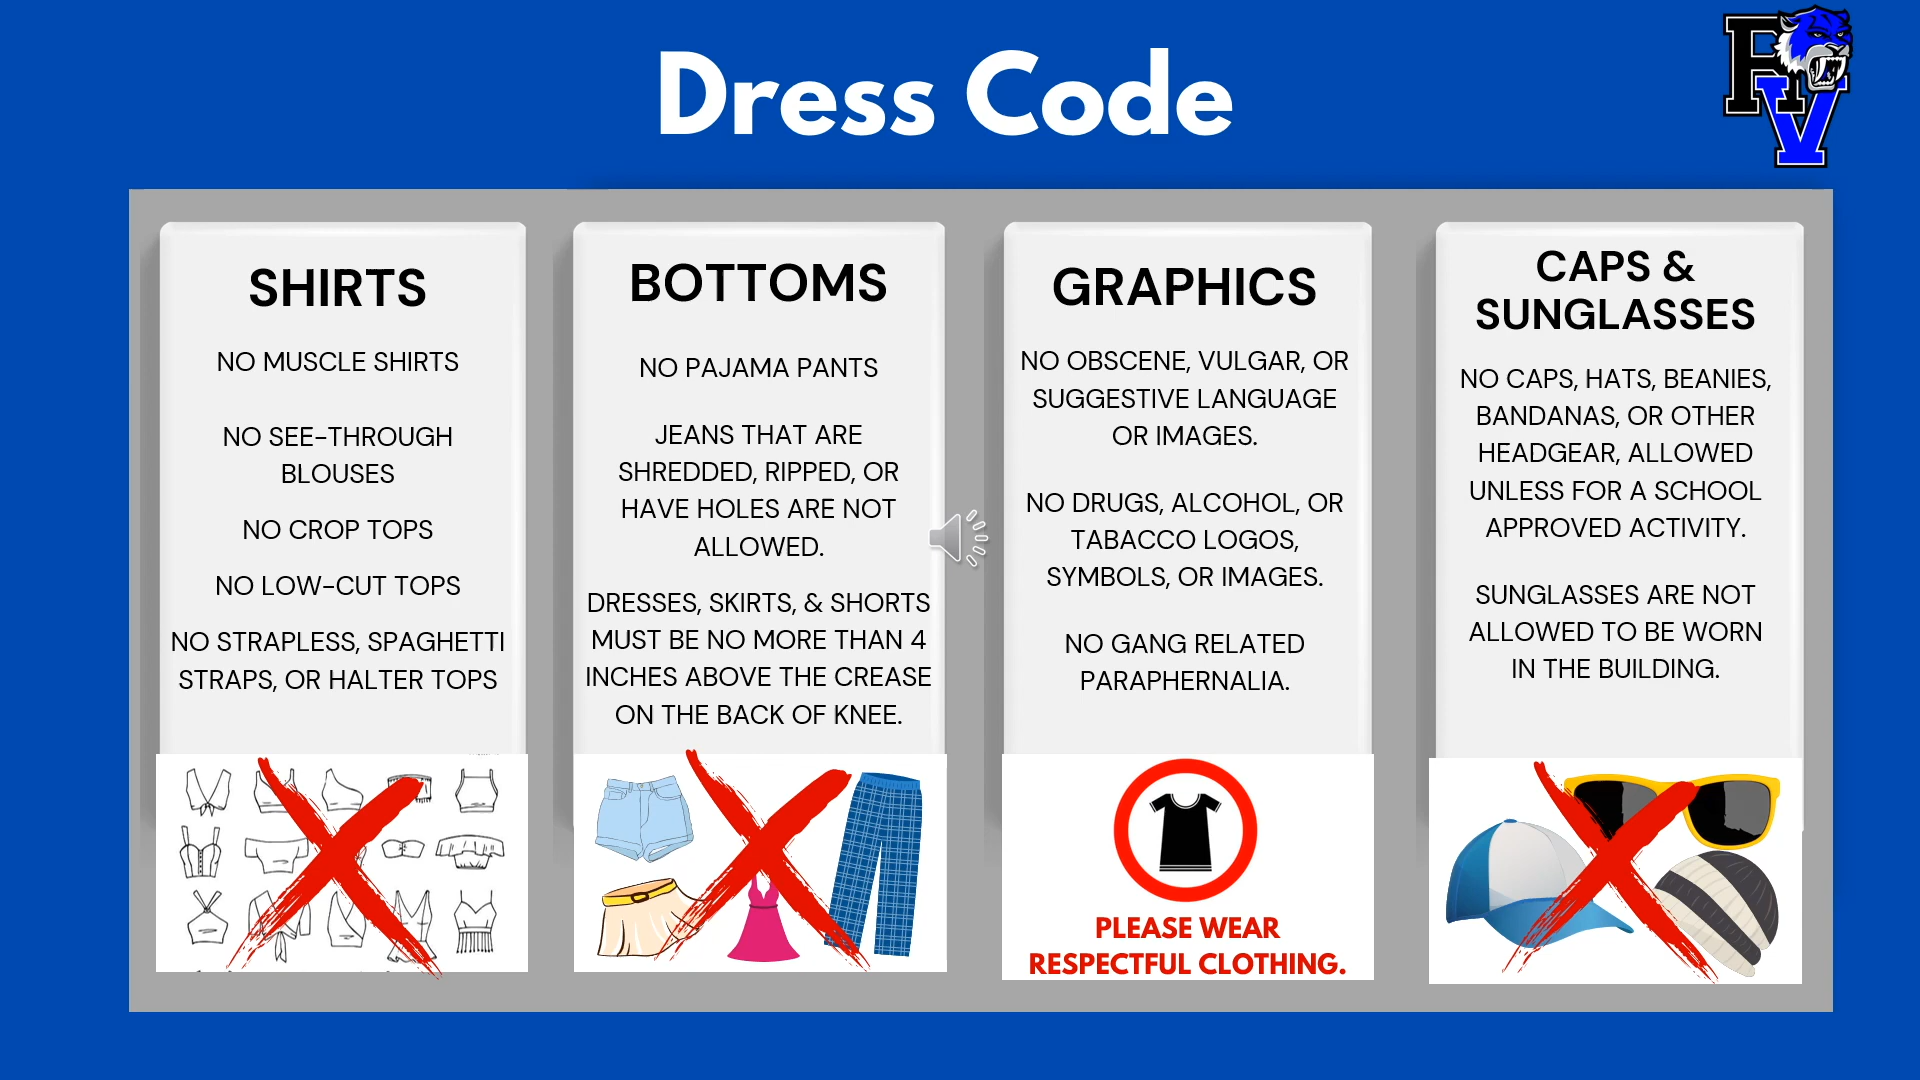 Dress Code
RV
SHIRTS
NO MUSCLE SHIRTS
NO SEE-THROUGH
BLOUSES
NO CROP TOPS
NO LOW-CUT TOPS
NO STRAPLESS, SPAGHETTI
STRAPS, OR HALTER TOPS
BOTTOMS
NO PAJAMA PANTS
JEANS THAT ARE
SHREDDED, RIPPED, OR
HAVE HOLES ARE NOT
ALLOWED.
DRESSES, SKIRTS, & SHORTS
MUST BE NO MORE THAN 4
INCHES ABOVE THE CREASE
ON THE BACK OF KNEE.
GRAPHICS
NO OBSCENE, VULGAR, OR
SUGGESTIVE LANGUAGE
OR IMAGES.
NO DRUGS, ALCOHOL, OR
TABACCO LOGOS,
SYMBOLS, OR IMAGES.
NO GANG RELATED
PARAPHERNALIA.
PLEASE WEAR
RESPECTFUL CLOTHING.
CAPS &
SUNGLASSES
NO CAPS, HATS, BEANIES,
BANDANAS, OR OTHER
HEADGEAR, ALLOWED
UNLESS FOR A SCHOOL
APPROVED ACTIVITY.
SUNGLASSES ARE NOT
ALLOWED TO BE WORN
IN THE BUILDING.